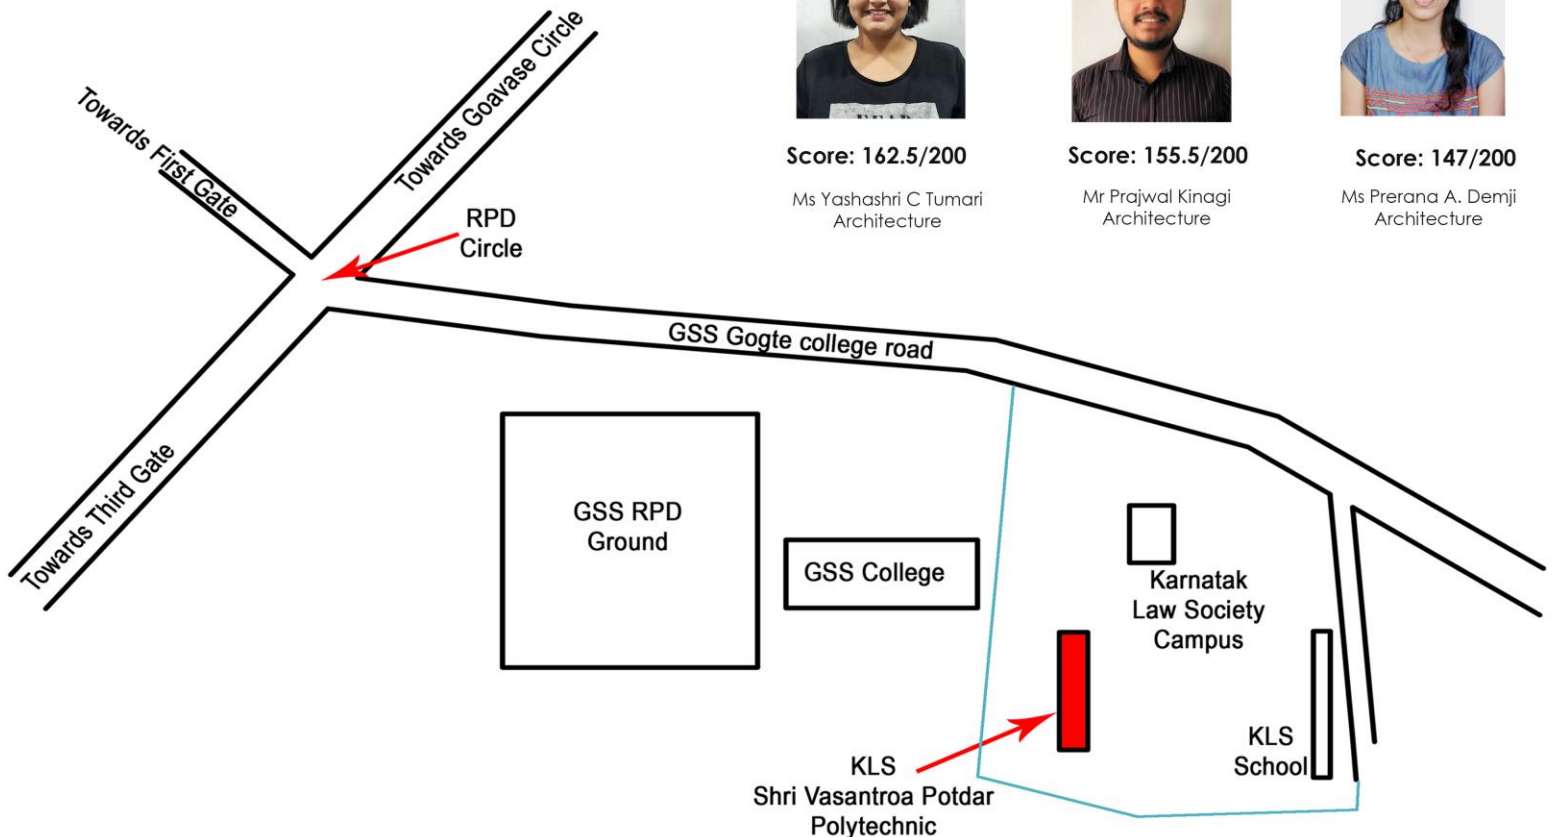 Towards Goavase Circle
Towards First Gate
RPD
Circle
Score: 162.5/200
Ms Yashashri C Tumari
Architecture
Score: 155.5/200
Mr Prajwal Kinagi
Architecture
Score: 147/200
Ms Prerana A. Demji
Architecture
GSS Gogte college road
Towards Third Gate
GSS RPD
Ground
GSS College
Karnatak
Law Society
Campus
KLS
School
KLS
Shri Vasantroa Potdar
Polytechnic